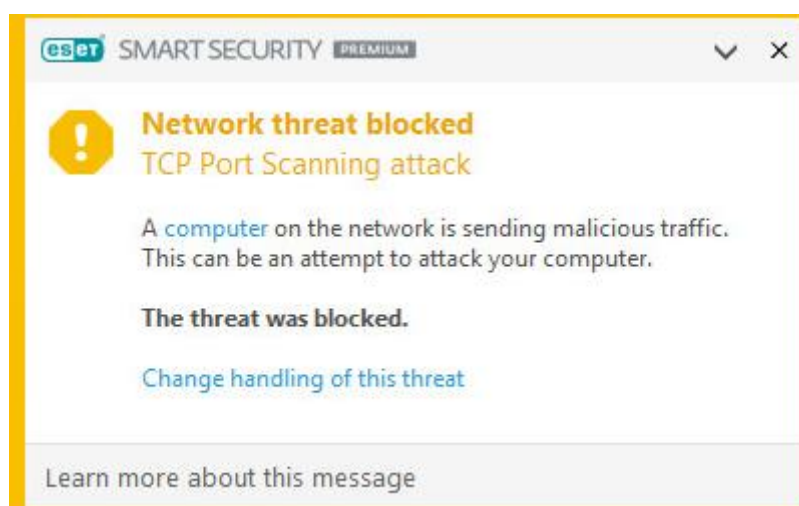 eset SMART SECURITY PREMIUM
Network threat blocked
TCP Port Scanning attack
A computer on the network is sending malicious traffic.
This can be an attempt to attack your computer.
The threat was blocked.
Change handling of this threat
Learn more about this message